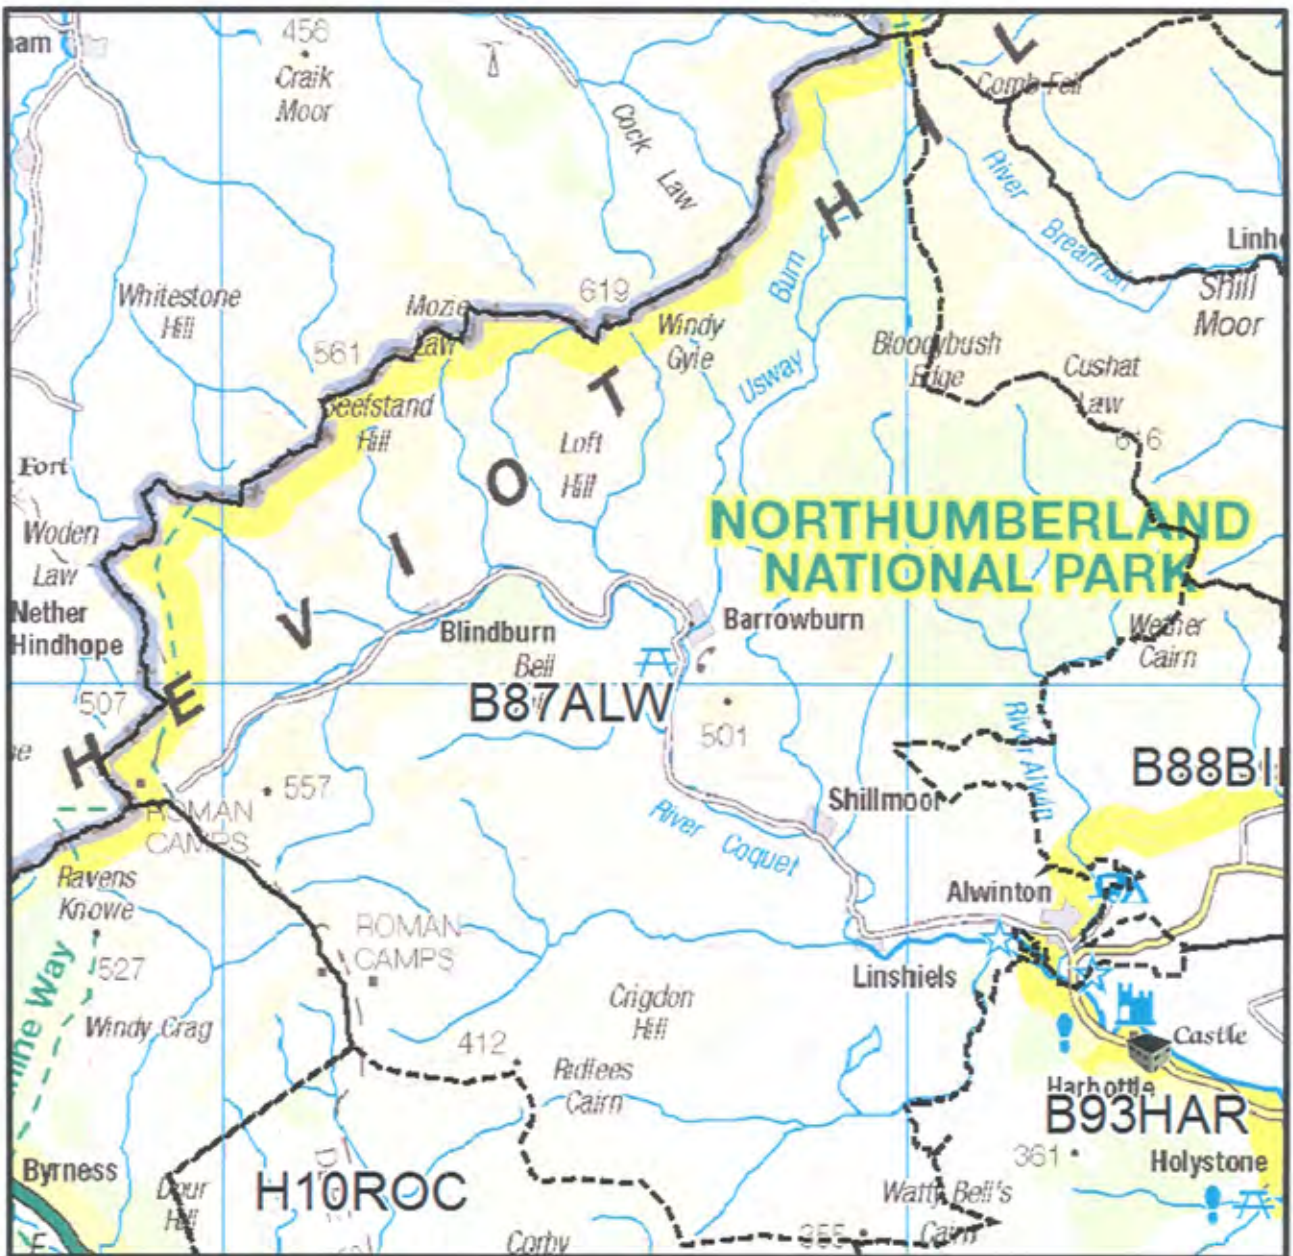 456
Craik
Moor
Cock
Law
Comb Fell
River
Breamish
Shill
Moor
Whitestone
Hill
Mozie
Law
619
Windy
Gyle
Burn
Usway
Bloodybush
Edge
Cushat
Law
616
561
Beefstand
Hill
Loft
Hill
Fort
Woden
Law
Nether
Hindhope
NORTHUMBERLAND
NATIONAL PARK
H E V I O T H I L
Blindburn
Bell
Barrowburn
Wether
Cairn
507
B87ALW
501
River Alwin
557
Shillmoor
River Coquet
ROMAN
CAMPS
Ravens
Knowe
Alwinton
ROMAN
CAMPS
527
Windy Crag
Linshiels
Crigdon
Hill
412
Ridlees
Cairn
Castle
Harbottle
B93HAR
Byrness
Dour
Hill
H10ROC
361
Holystone
Watty Bell's
Cairn
Corby
355
Way